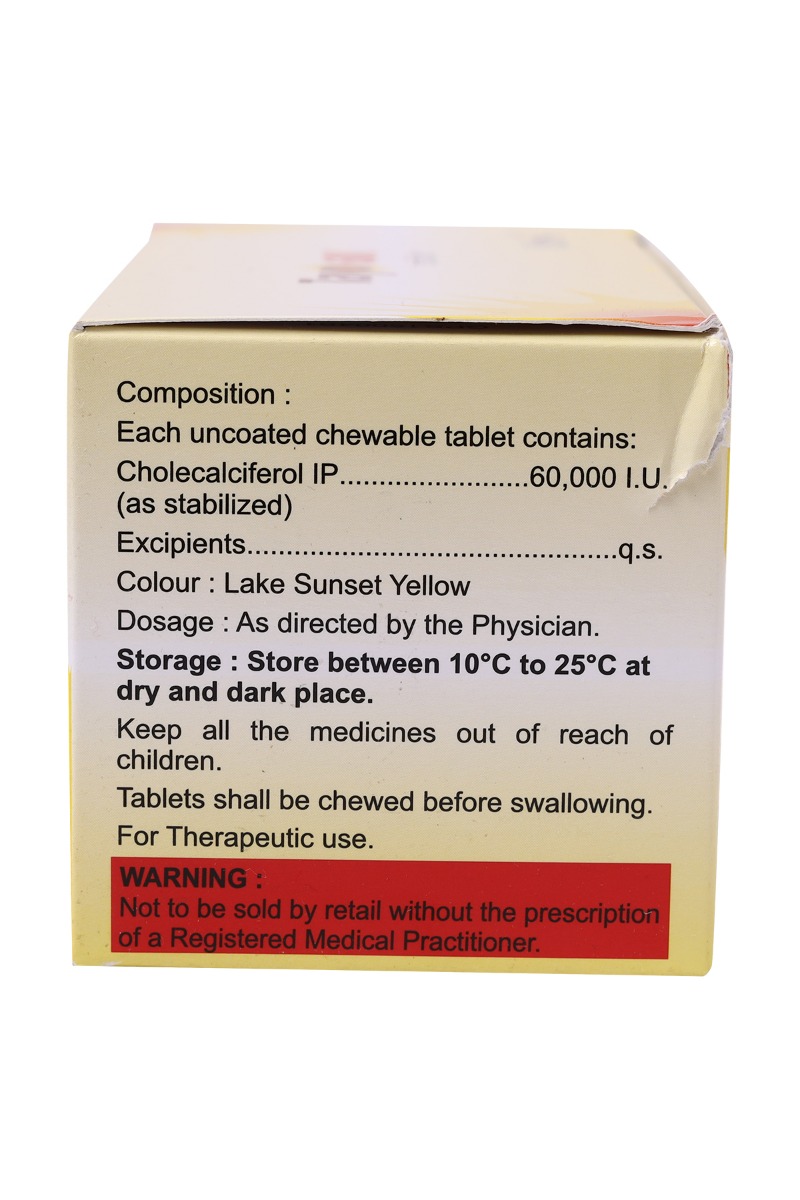 Composition :
Each uncoated chewable tablet contains:
Cholecalciferol IP.......................60,000 I.U.
(as stabilized)
Excipients..............................................q.s.
Colour : Lake Sunset Yellow
Dosage : As directed by the Physician.
Storage : Store between 10°C to 25°C at
dry and dark place.
Keep all the medicines out of reach of
children.
Tablets shall be chewed before swallowing.
For Therapeutic use.
WARNING :
Not to be sold by retail without the prescription
of a Registered Medical Practitioner.